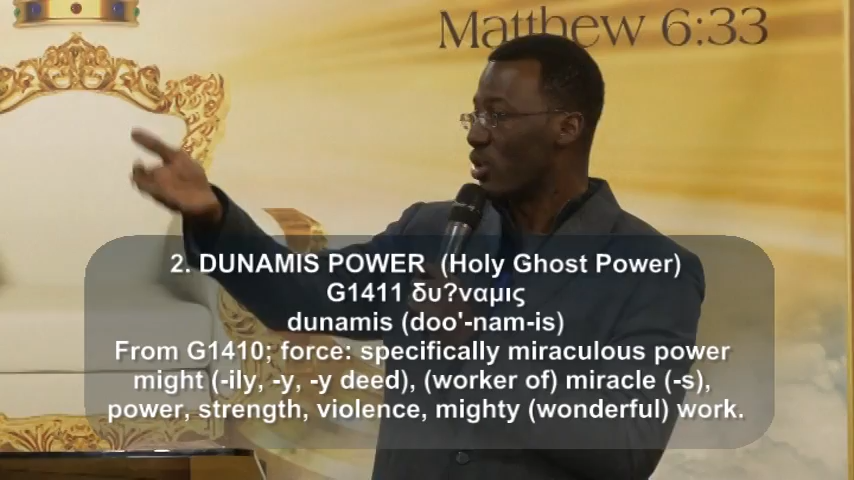 Matthew 6:33
2. DUNAMIS POWER (Holy Ghost Power)
G1411 δυ?ναμις
dunamis (doo'-nam-is)
From G1410; force: specifically miraculous power
might (-ily, -y, -y deed), (worker of) miracle (-s),
power, strength, violence, mighty (wonderful) work.